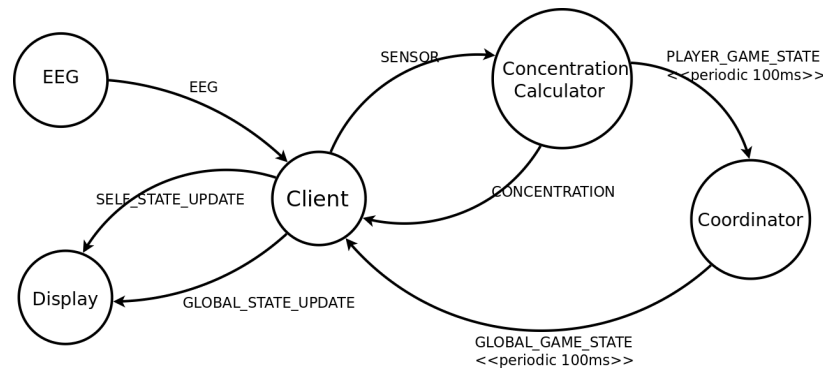 EEG
EEG
SENSOR
Concentration
Calculator
PLAYER_GAME_STATE
<<periodic 100ms>>
SELF_STATE_UPDATE
Client
CONCENTRATION
Coordinator
Display
GLOBAL_STATE_UPDATE
GLOBAL_GAME_STATE
<<periodic 100ms>>